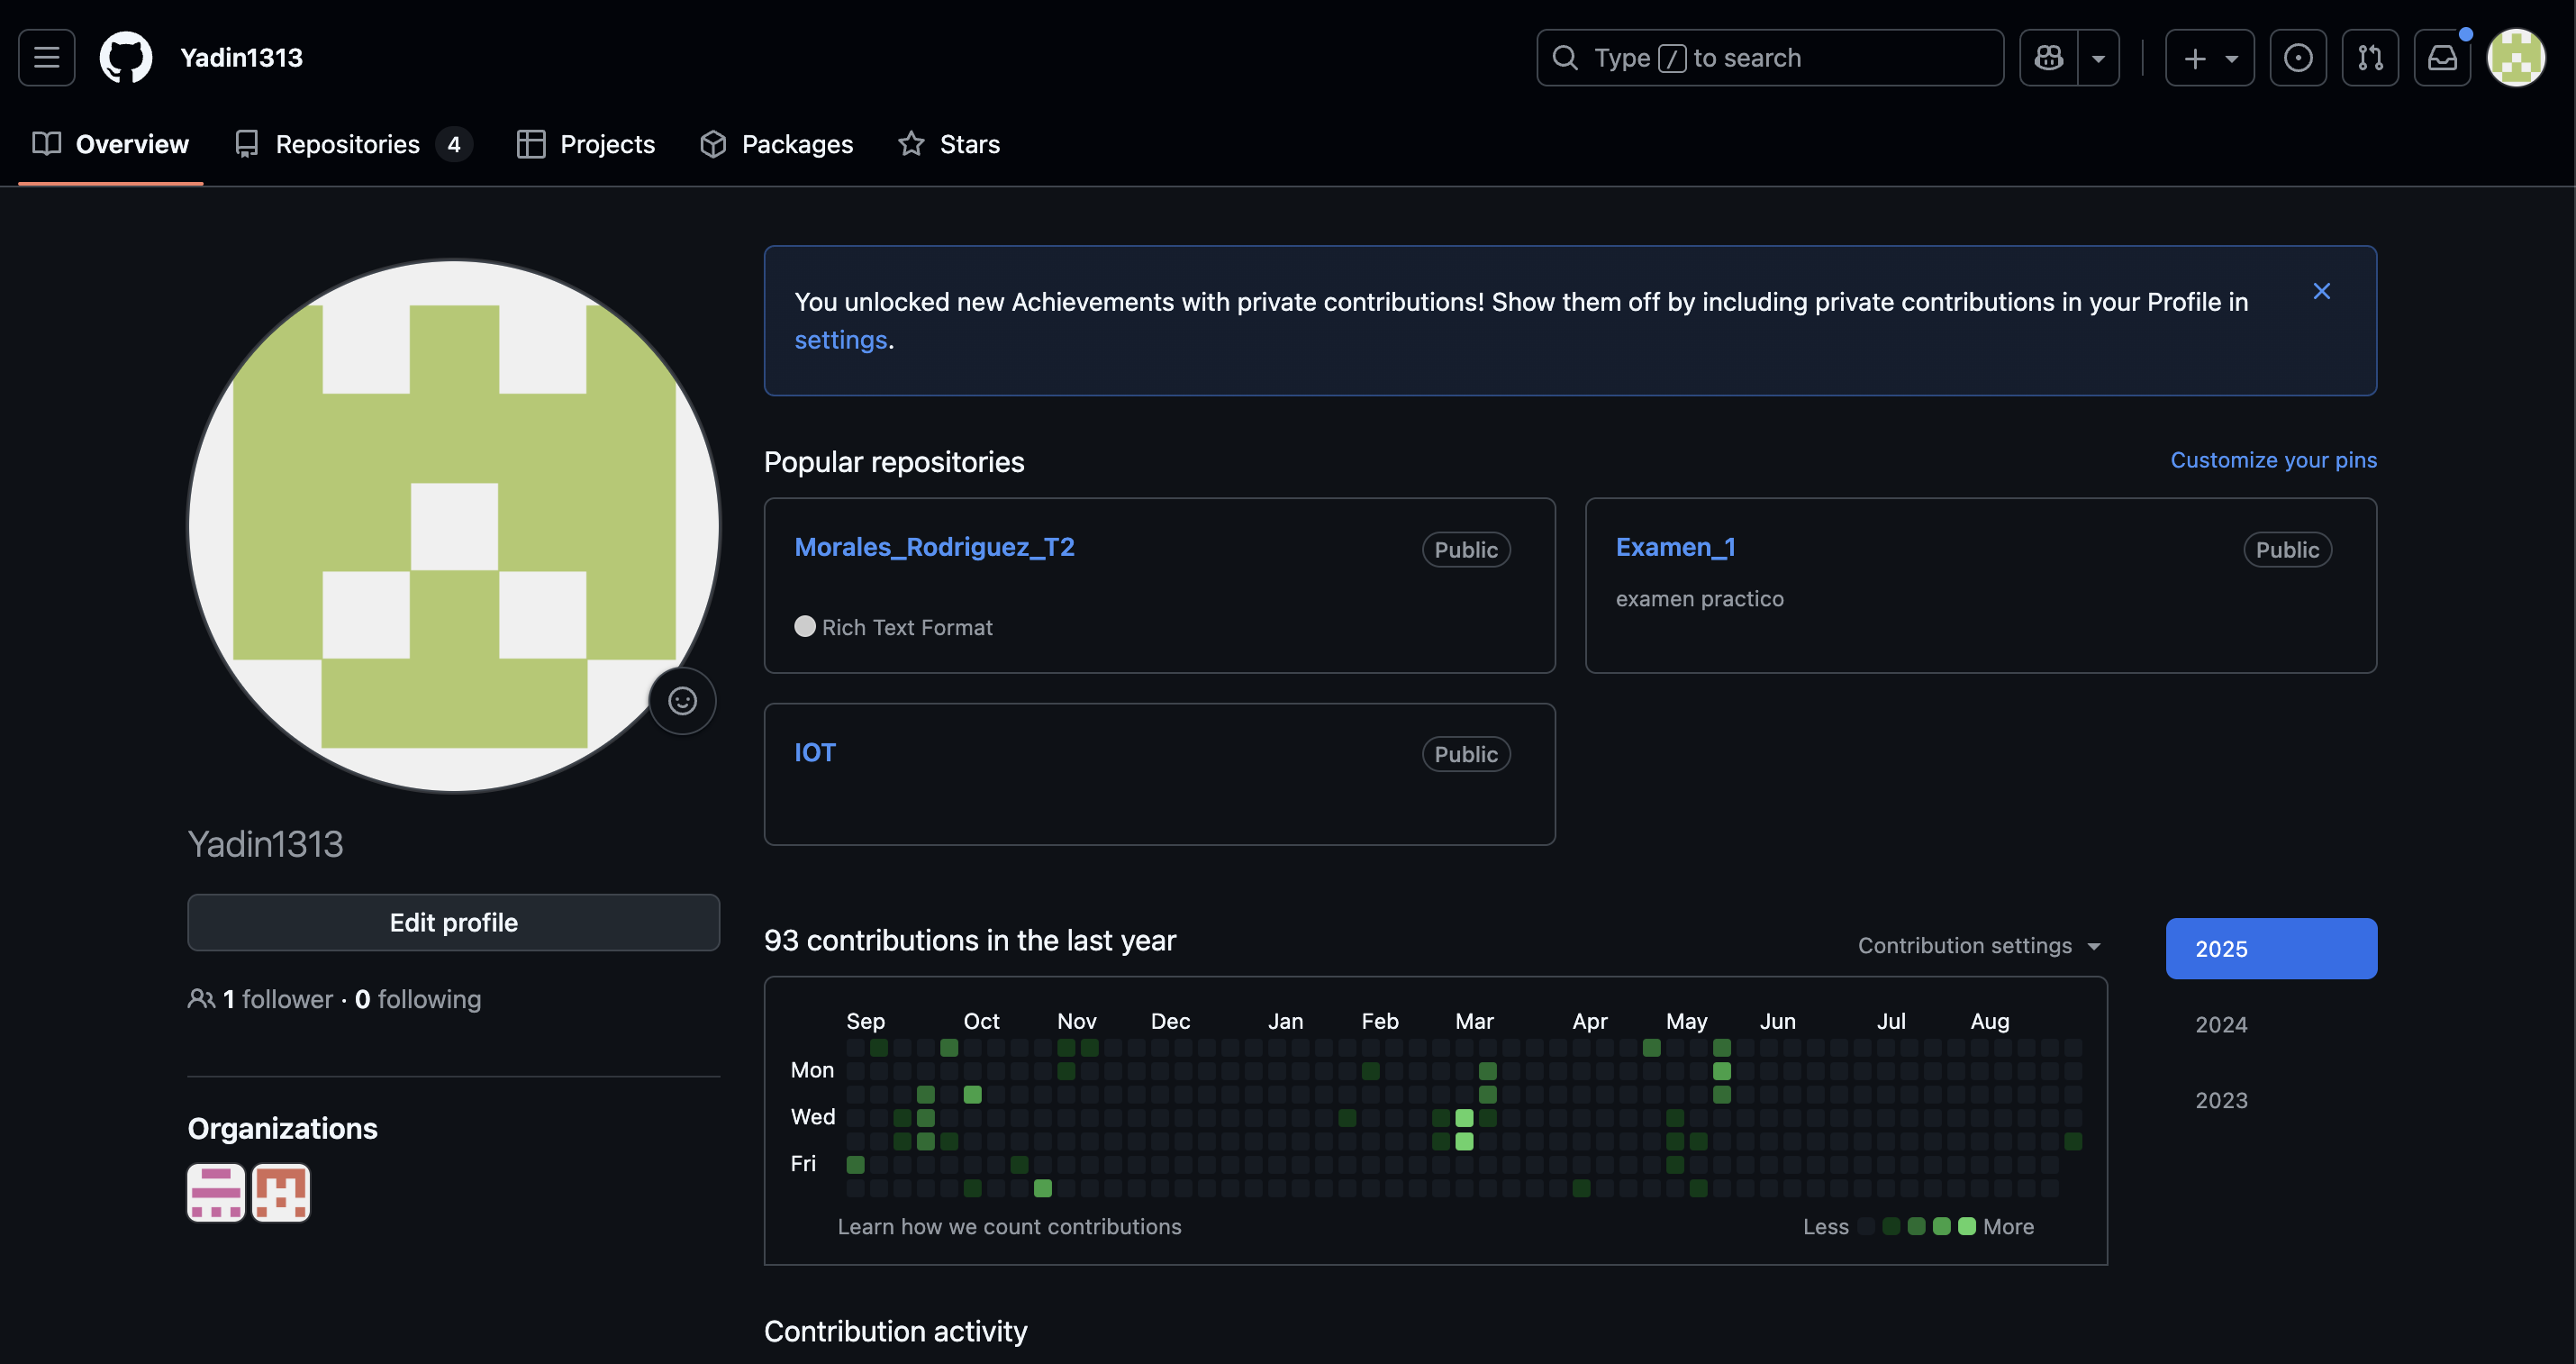 Yadin1313
Type / to search
Overview
Repositories 4
Projects
Packages
Stars
You unlocked new Achievements with private contributions! Show them off by including private contributions in your Profile in
settings.
Popular repositories
Customize your pins
Morales_Rodriguez_T2
Public
Rich Text Format
Examen_1
Public
examen practico
IOT
Public
Yadin1313
Edit profile
1 follower · 0 following
Organizations
93 contributions in the last year
Contribution settings
2025
2024
2023
Sep Oct Nov Dec Jan Feb Mar Apr May Jun Jul Aug
Mon
Wed
Fri
Learn how we count contributions
Less More
Contribution activity